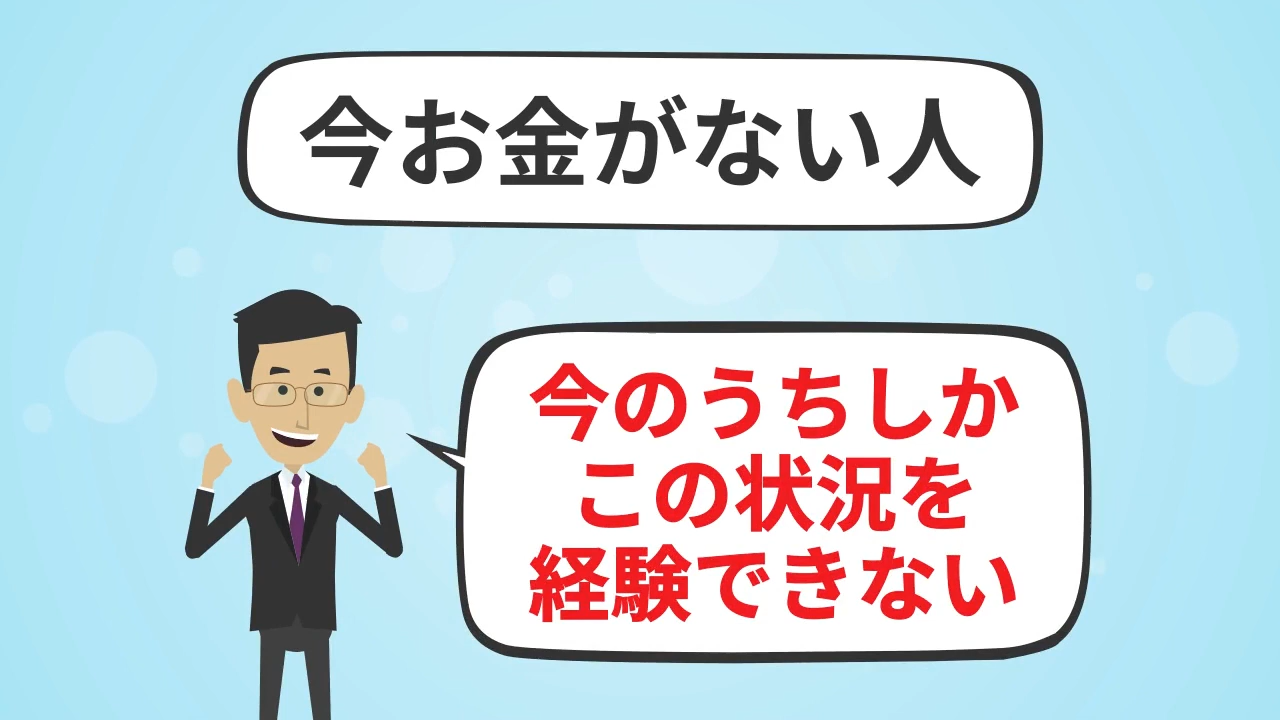 今お金がない人
今のうちしか
この状況を
経験できない